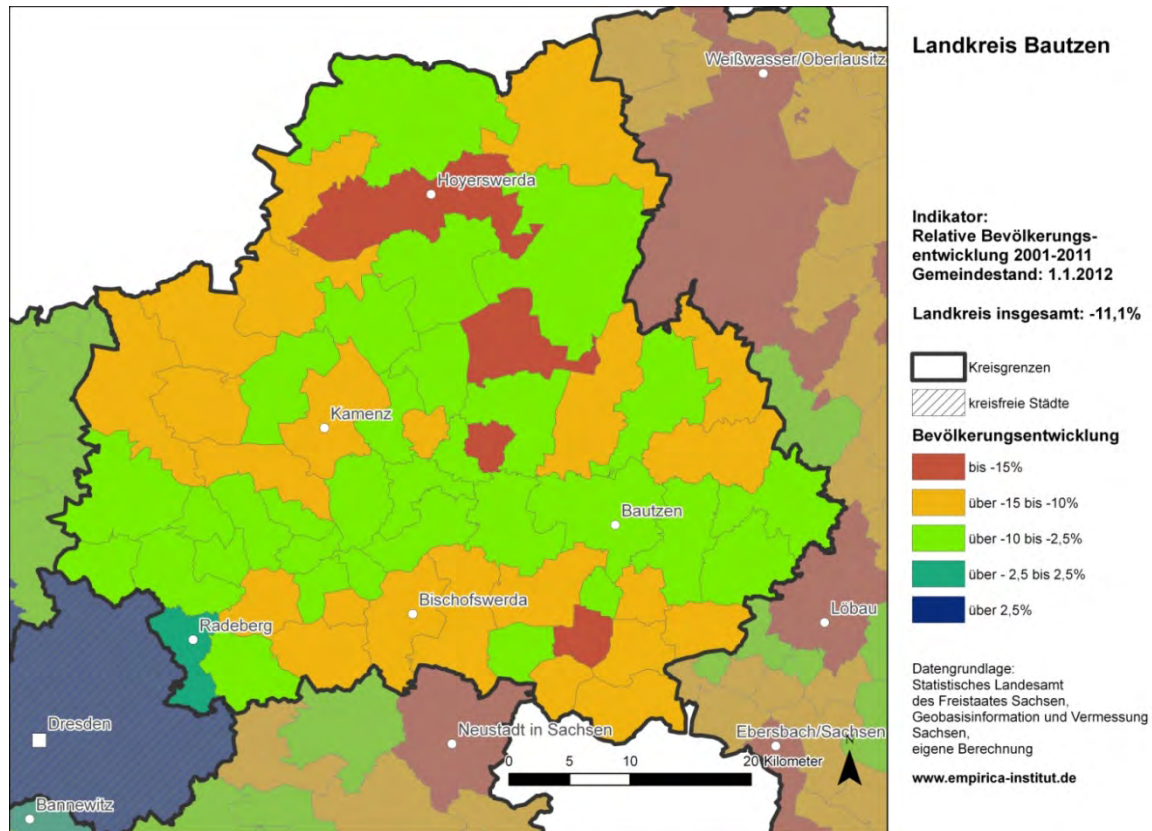 Landkreis Bautzen
Weißwasser/Oberlausitz
Hoyerswerda
Kamenz
Bautzen
Bischofswerda
Radeberg
Löbau
Dresden
Neustadt in Sachsen
Ebersbach/Sachsen
Bannewitz
0 5 10 20 Kilometer
N
Indikator:
Relative Bevölkerungs-
entwicklung 2001-2011
Gemeindestand: 1.1.2012
Landkreis insgesamt: -11,1%
Kreisgrenzen
kreisfreie Städte
Bevölkerungsentwicklung
bis -15%
über -15 bis -10%
über -10 bis -2,5%
über - 2,5 bis 2,5%
über 2,5%
Datengrundlage:
Statistisches Landesamt
des Freistaates Sachsen,
Geobasisinformation und Vermessung
Sachsen,
eigene Berechnung
www.empirica-institut.de